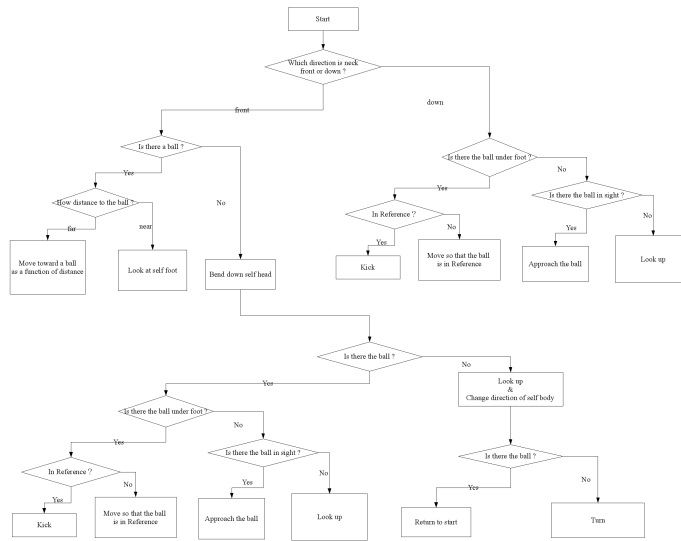 Start
Which direction is neck
front or down ?
front
down
Is there a ball ?
Is there the ball under foot ?
Yes
No
Yes
No
How distance to the ball ?
Is there the ball in sight ?
far
near
In Reference ?
Yes
No
Yes
No
Move toward a ball
as a function of distance
Look at self foot
Bend down self head
Kick
Move so that the ball
is in Reference
Approach the ball
Look up
Is there the ball ?
Yes
No
Look up
&
Change direction of self body
Is there the ball under foot ?
Yes
No
Is there the ball in sight ?
Is there the ball ?
In Reference ?
Yes
No
Yes
No
Yes
No
Kick
Move so that the ball
is in Reference
Approach the ball
Look up
Return to start
Turn